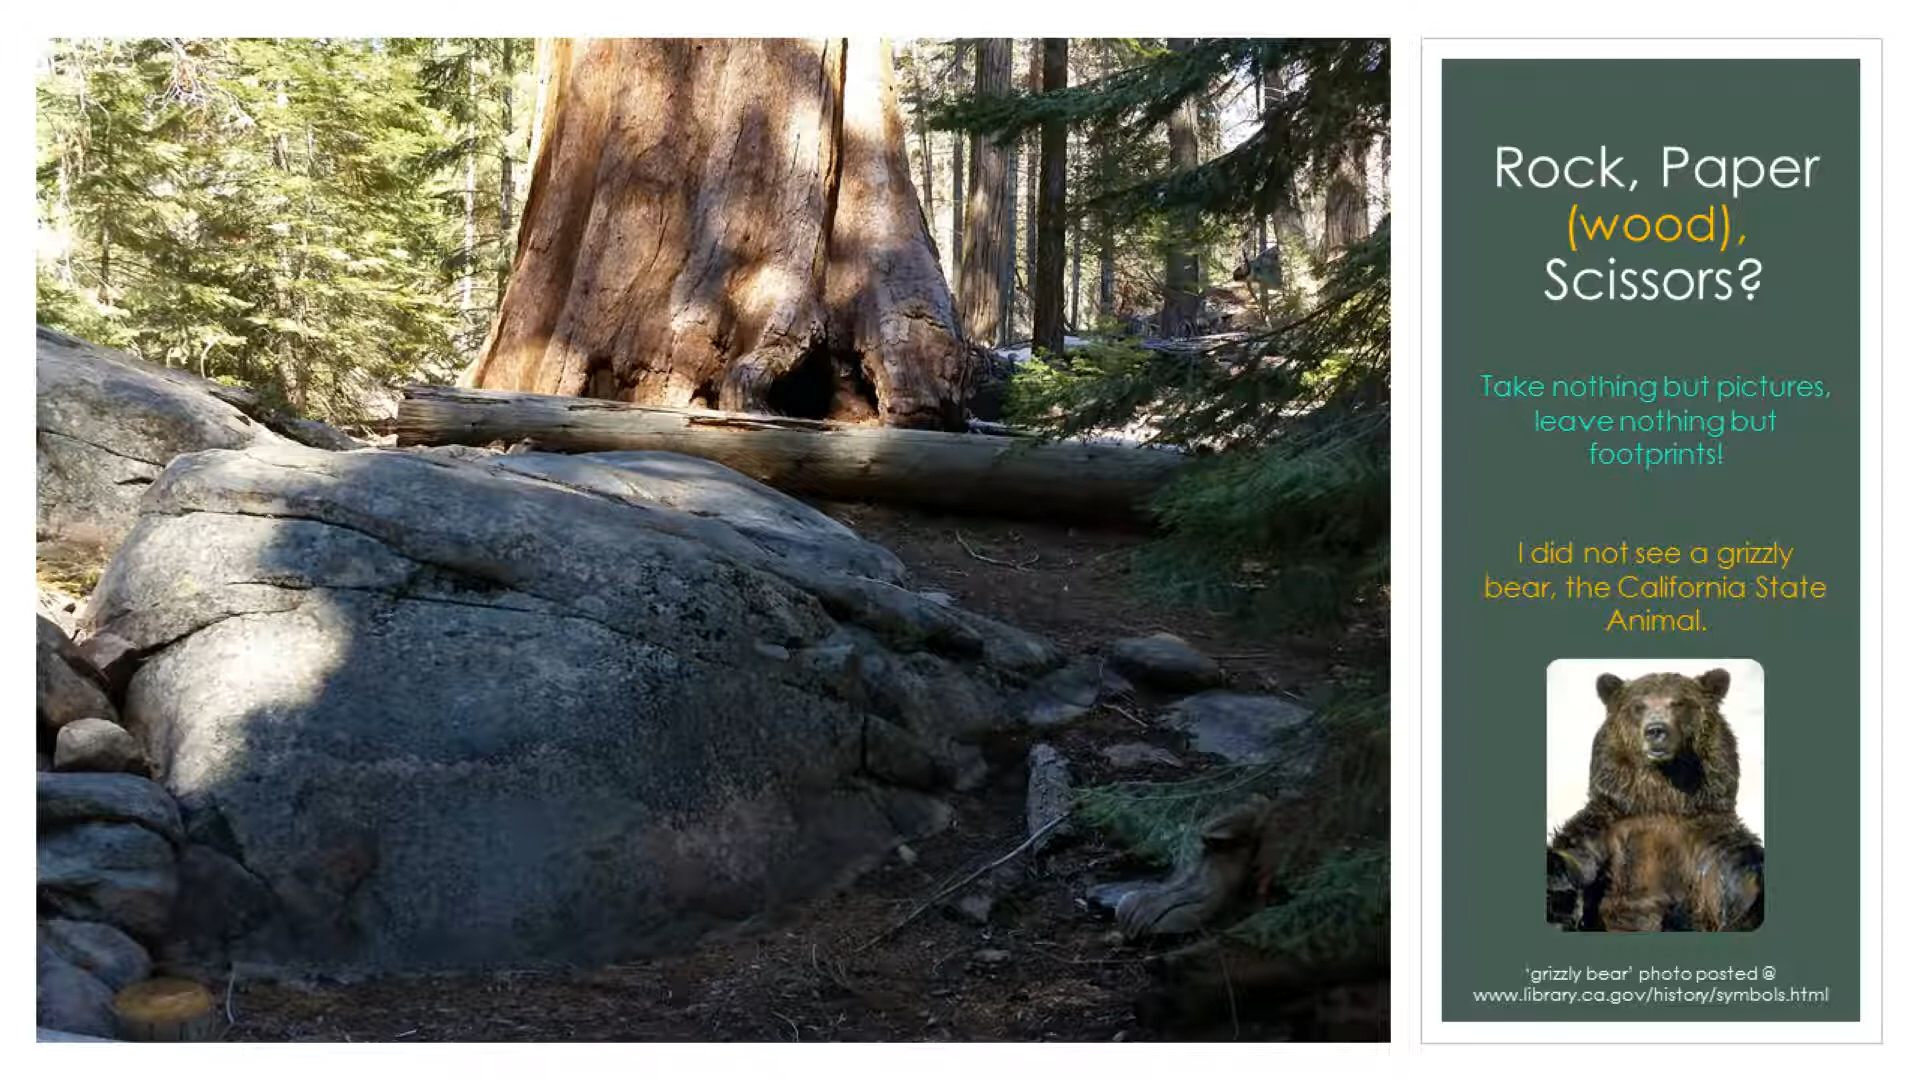 Rock, Paper
(wood),
Scissors?
Take nothing but pictures,
leave nothing but
footprints!
I did not see a grizzly
bear, the California State
Animal.
‘grizzly bear’ photo posted @
www.library.ca.gov/history/symbols.html